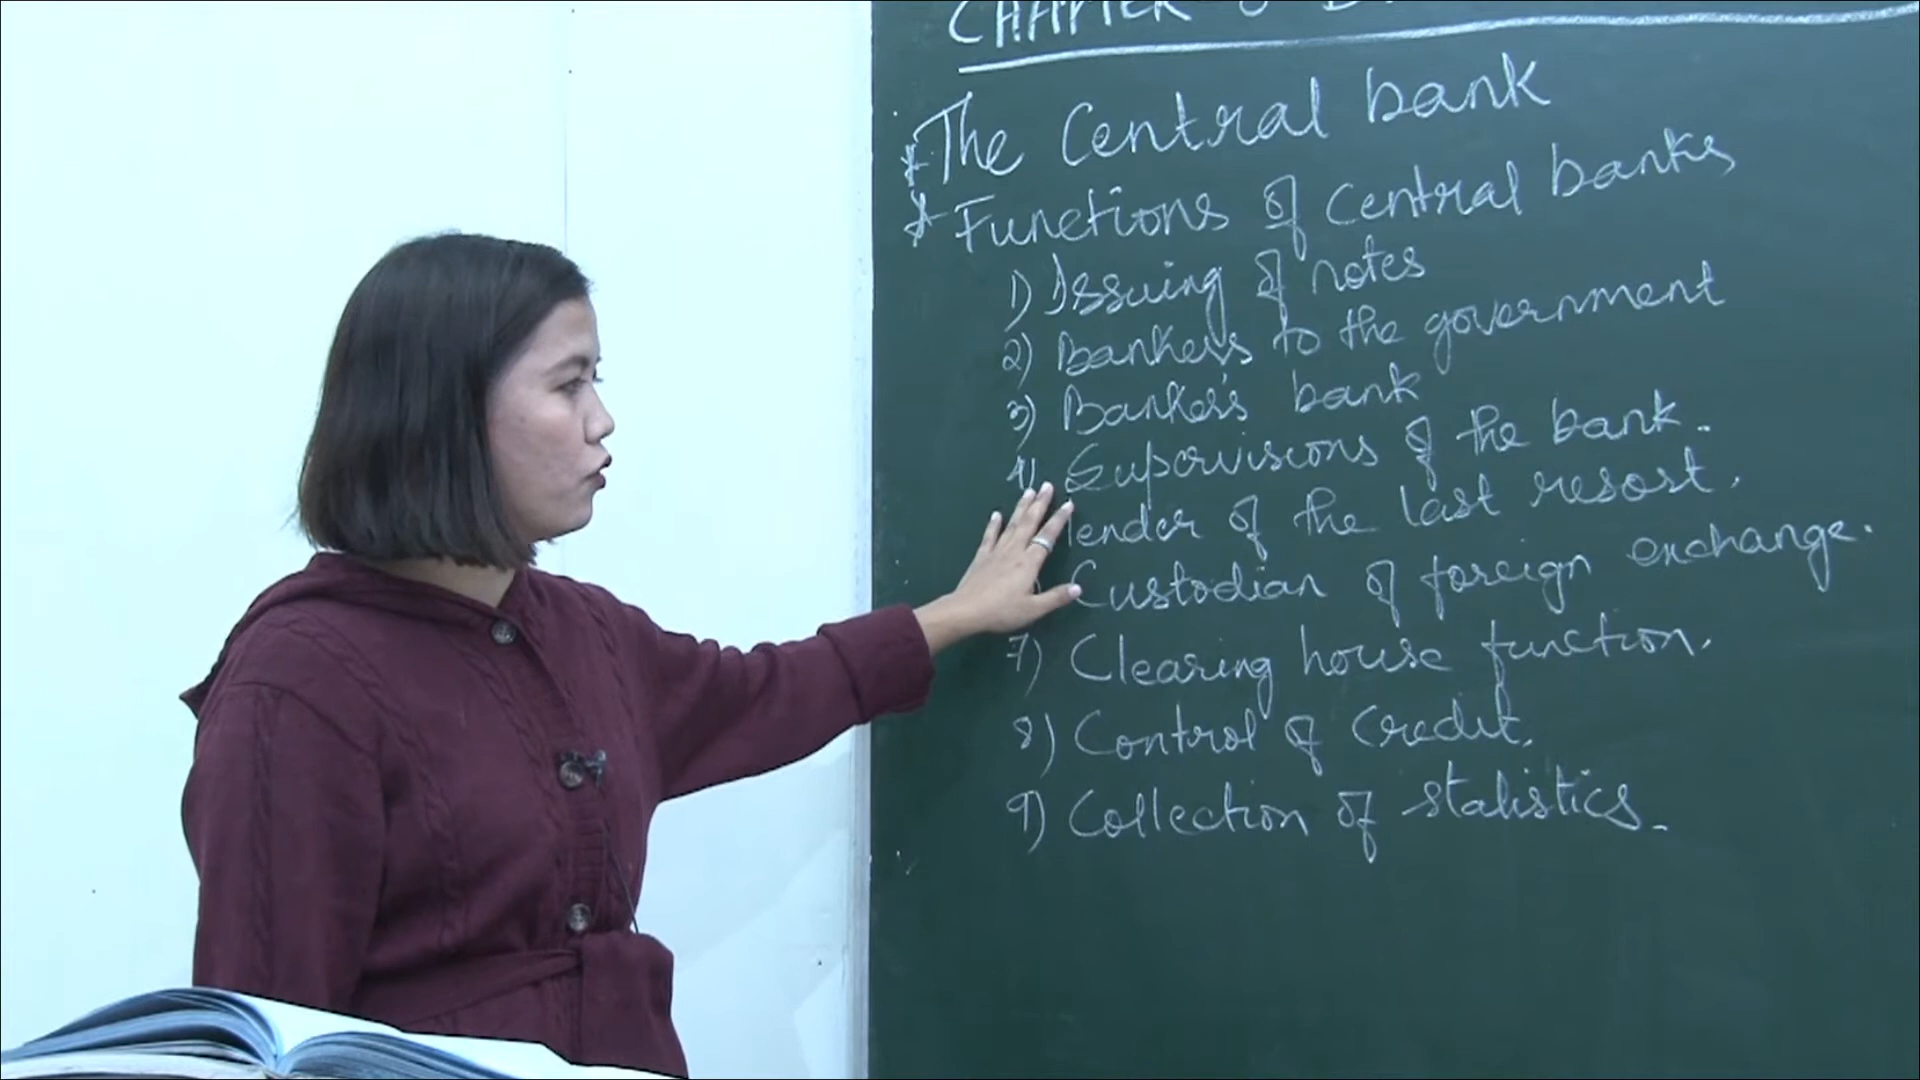 CHAPTER
* The Central bank
* Functions of Central banks
1) Issuing of notes
2) Bankers to the government
3) Banker's bank
4) Supervisions of the bank.
lender of the last resort.
Custodian of foreign exchange.
7) Clearing house function.
8) Control of Credit.
9) Collection of statistics.